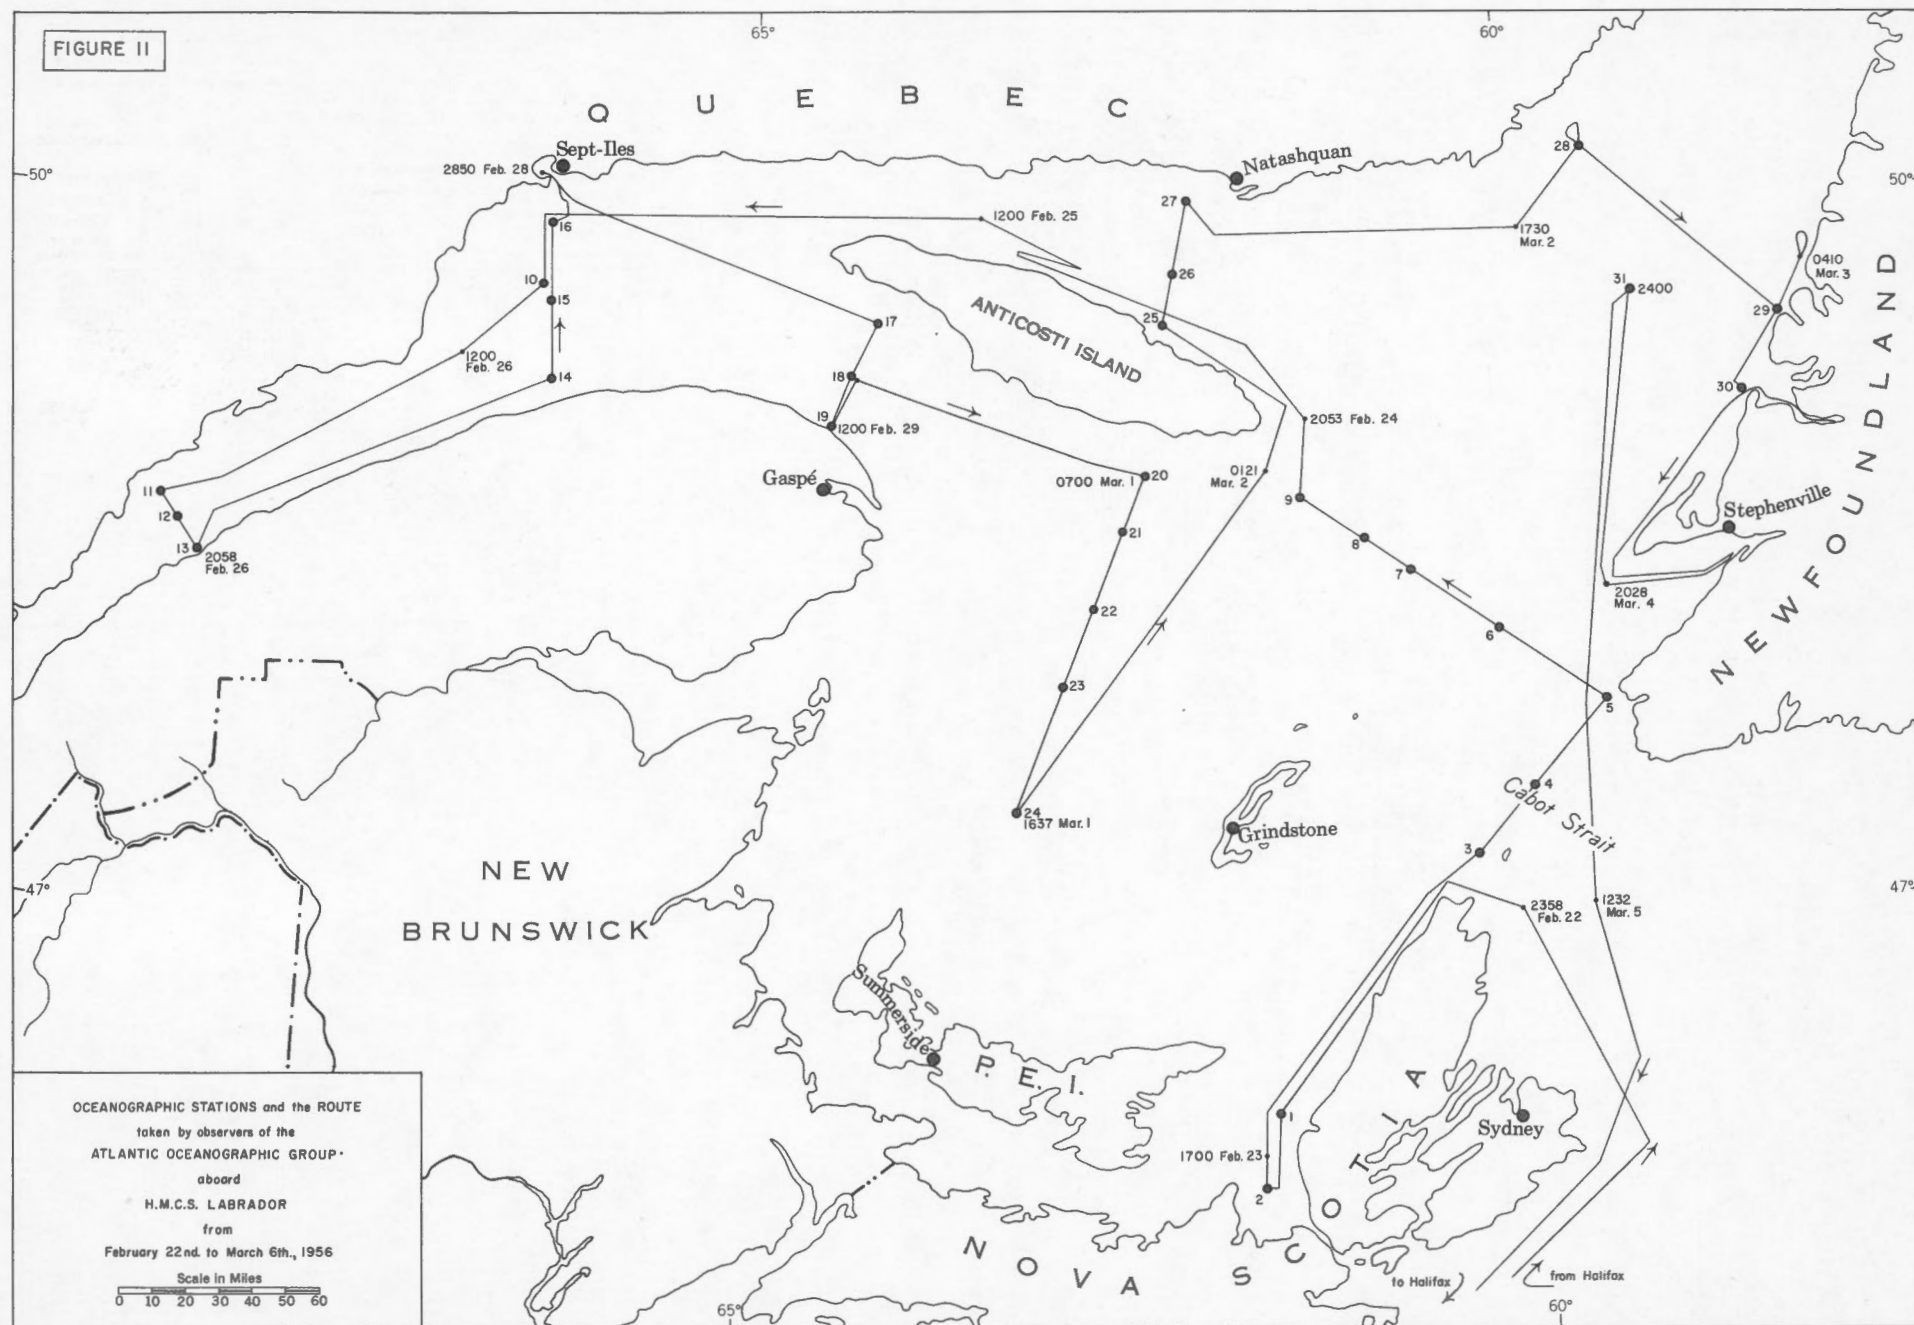 FIGURE II
65°
60°
QUEBEC
Sept-Iles
2850 Feb. 28
50°
Natashquan
28
50°
27
1200 Feb. 25
16
1730
Mar. 2
0410
Mar. 3
26
10
15
31
2400
29
25
17
ANTICOSTI ISLAND
1200
Feb. 26
14
18
30
19
1200 Feb. 29
2053 Feb. 24
NEWFOUNDLAND
Gaspé
0700 Mar. 1
20
0121
Mar. 2
11
12
9
Stephenville
13
2058
Feb. 26
21
8
7
2028
Mar. 4
22
6
23
5
4
Cabot Strait
24
1637 Mar. 1
Grindstone
3
NEW
BRUNSWICK
47°
47°
2358
Feb. 22
1232
Mar. 5
Summerside
P.E.I.
1
Sydney
1700 Feb. 23
2
NOVA SCOTIA
to Halifax
from Halifax
65°
60°
OCEANOGRAPHIC STATIONS and the ROUTE
taken by observers of the
ATLANTIC OCEANOGRAPHIC GROUP·
aboard
H.M.C.S. LABRADOR
from
February 22nd. to March 6th., 1956
Scale in Miles
0 10 20 30 40 50 60